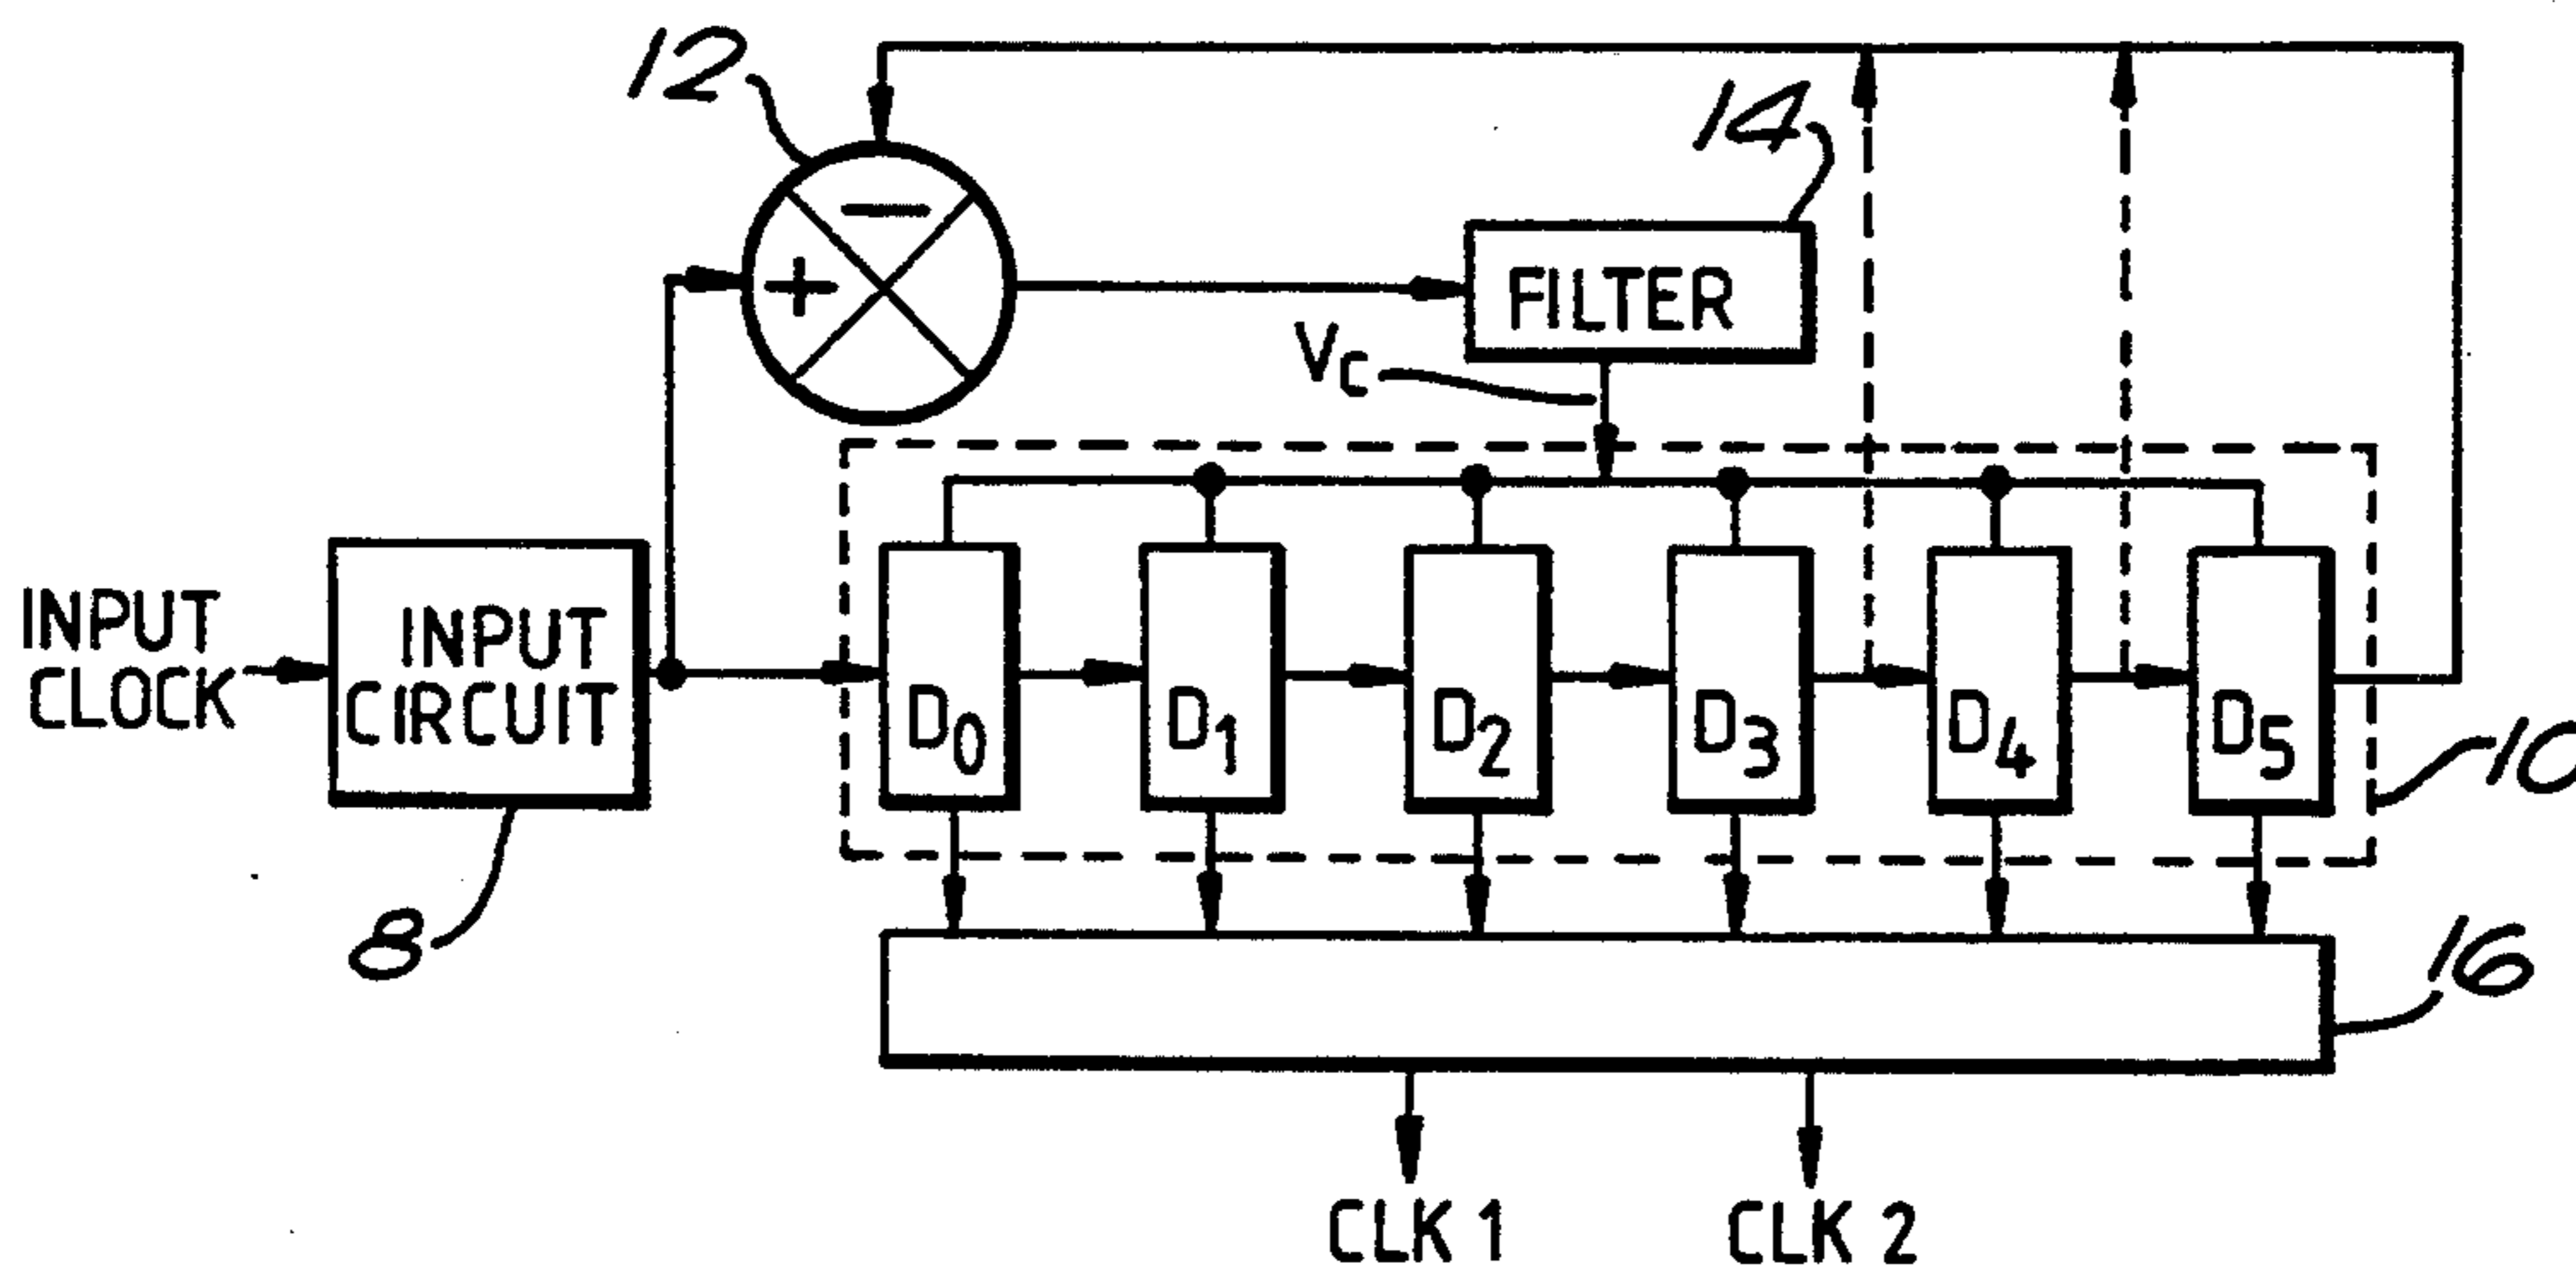 12
14
FILTER
−
+
VC
INPUT
CLOCK
INPUT
CIRCUIT
D0
D1
D2
D3
D4
D5
10
8
16
CLK 1
CLK 2